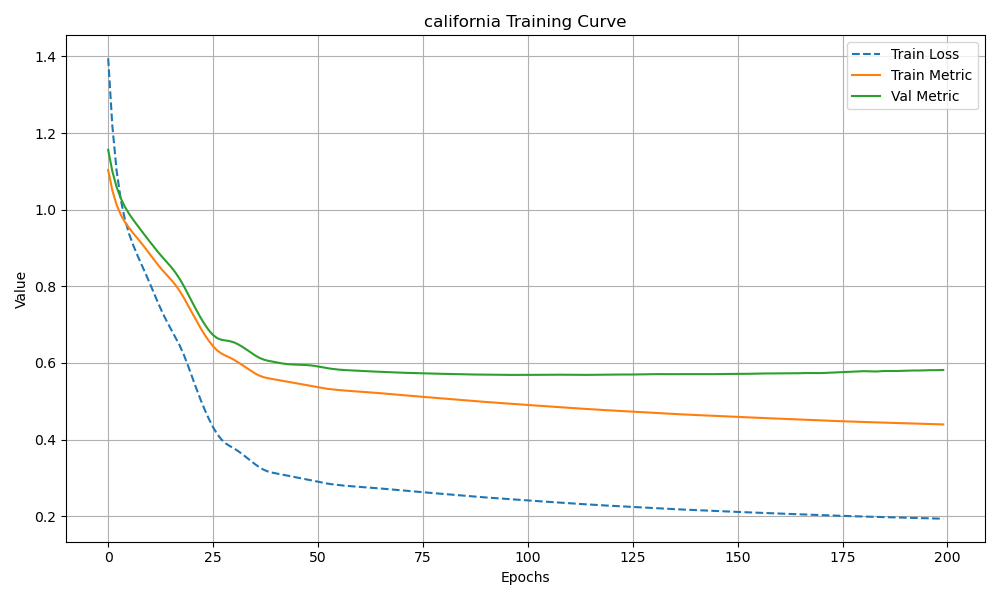 california Training Curve
Train Loss
Train Metric
Val Metric
1.4
1.2
1.0
0.8
0.6
0.4
0.2
Value
0 25 50 75 100 125 150 175 200
Epochs